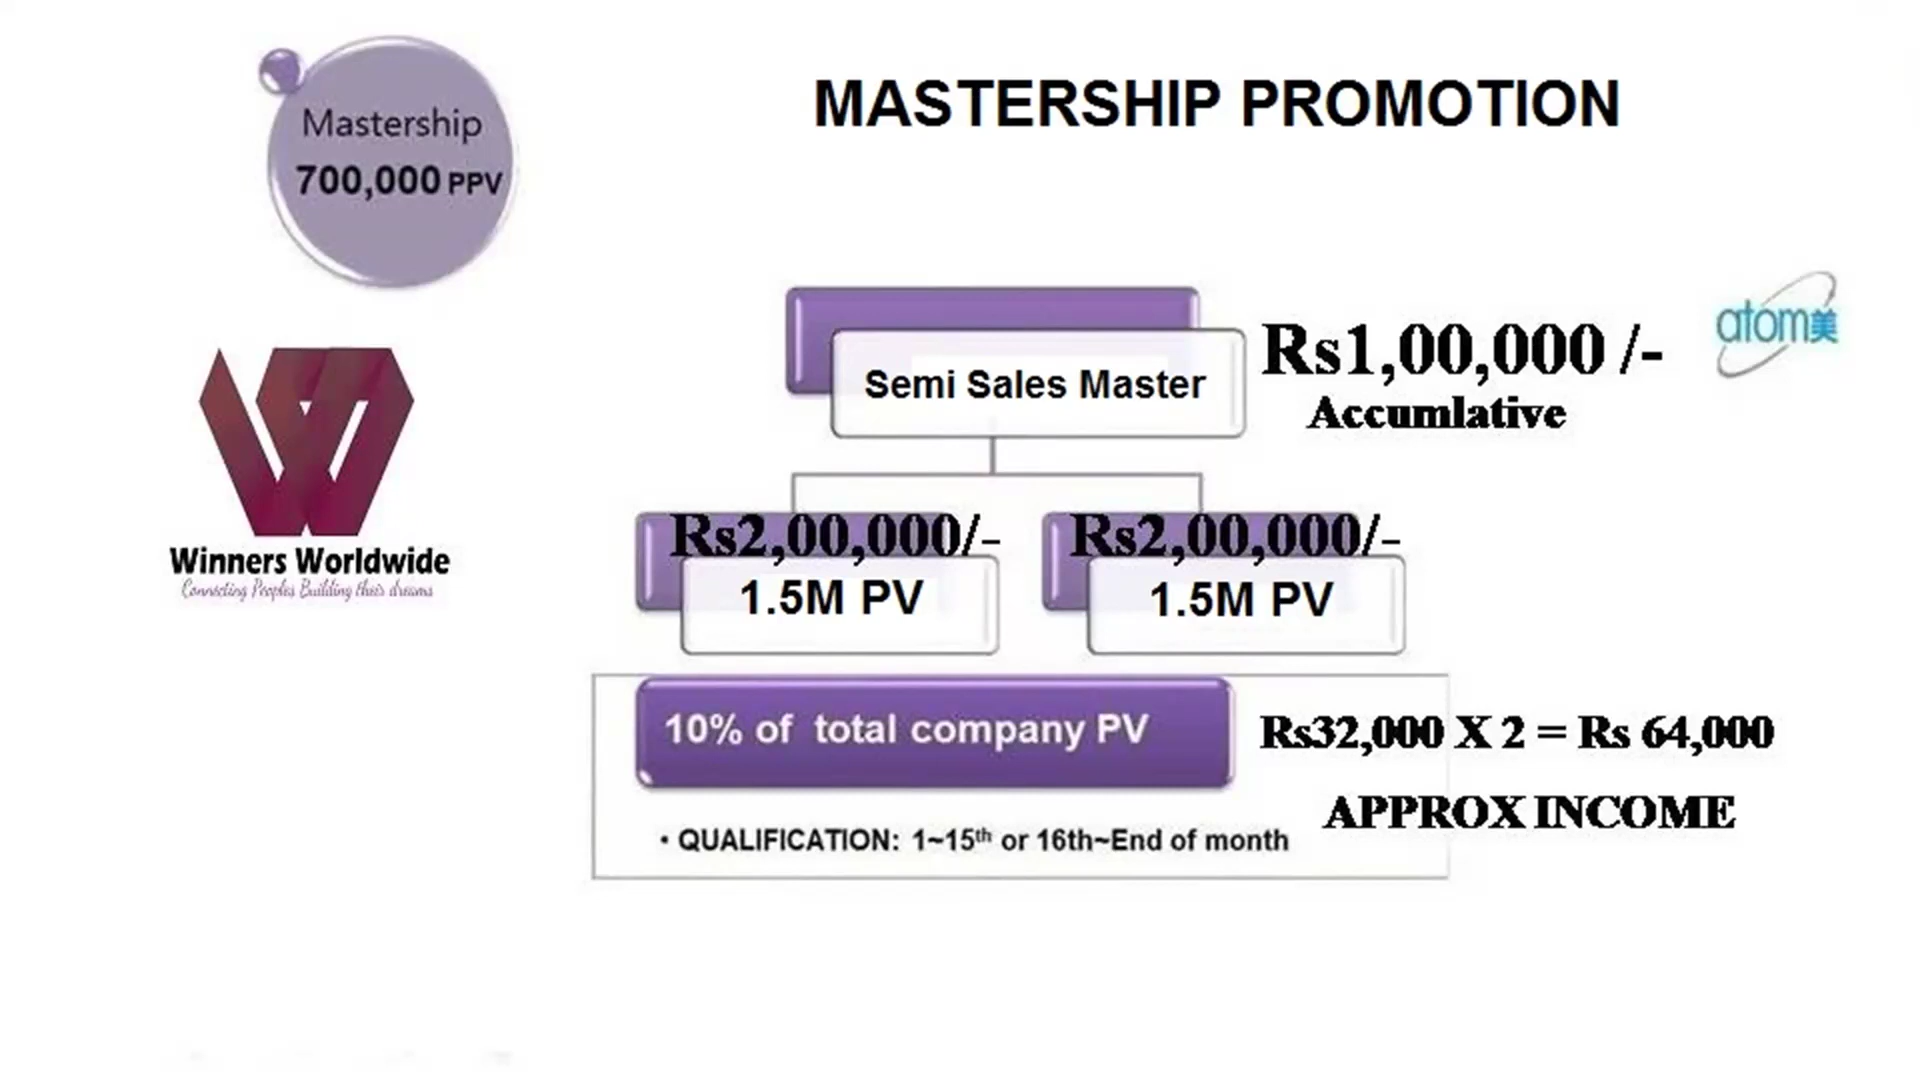 Mastership
700,000 PPV
MASTERSHIP PROMOTION
Semi Sales Master
Rs1,00,000 /-
Accumlative
atom美
Winners Worldwide
Connecting Peoples Building their dreams
Rs2,00,000/-
1.5M PV
Rs2,00,000/-
1.5M PV
10% of total company PV
Rs32,000 X 2 = Rs 64,000
APPROX INCOME
• QUALIFICATION: 1~15th or 16th~End of month